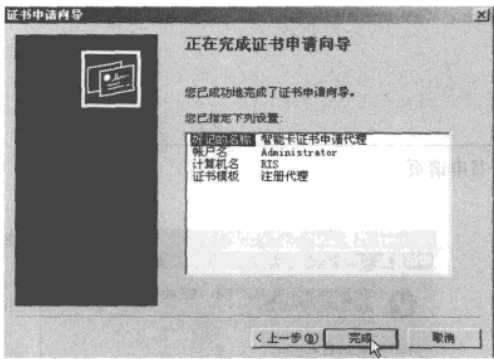 证书申请向导
正在完成证书申请向导
您已成功地完成了证书申请向导。
您已指定下列设置:
好记的名称 智能卡证书申请代理
帐户名 Administrator
计算机名 RIS
证书模板 注册代理
<上一步(B) 完成 取消